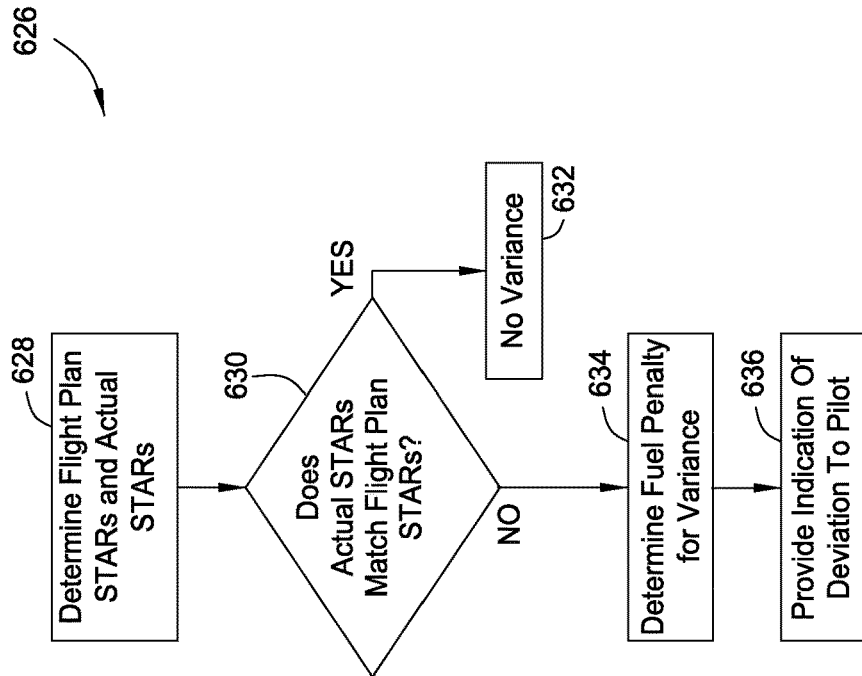 626
628
Determine Flight Plan
STARs and Actual
STARs
630
Does
Actual STARs
Match Flight Plan
STARs?
YES
No Variance
632
NO
634
Determine Fuel Penalty
for Variance
636
Provide Indication Of
Deviation To Pilot